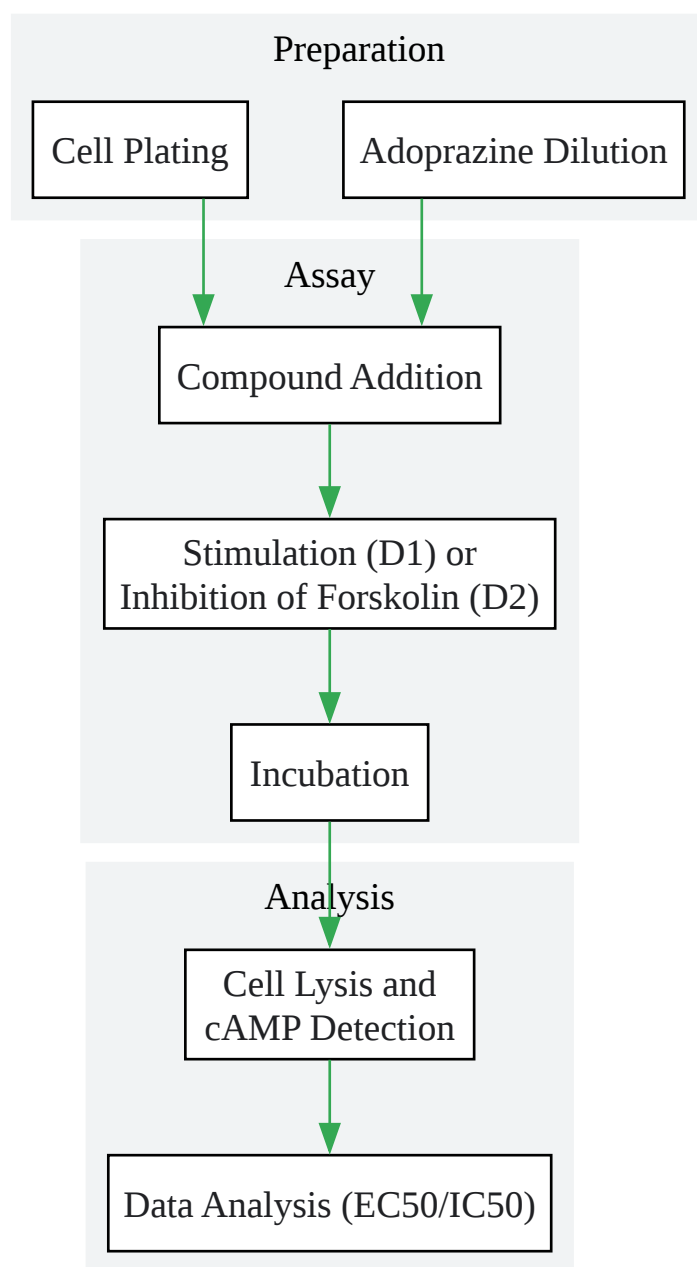 Preparation
Cell Plating
Adoprazine Dilution
Assay
Compound Addition
Stimulation (D1) or
Inhibition of Forskolin (D2)
Incubation
Analysis
Cell Lysis and
cAMP Detection
Data Analysis (EC50/IC50)